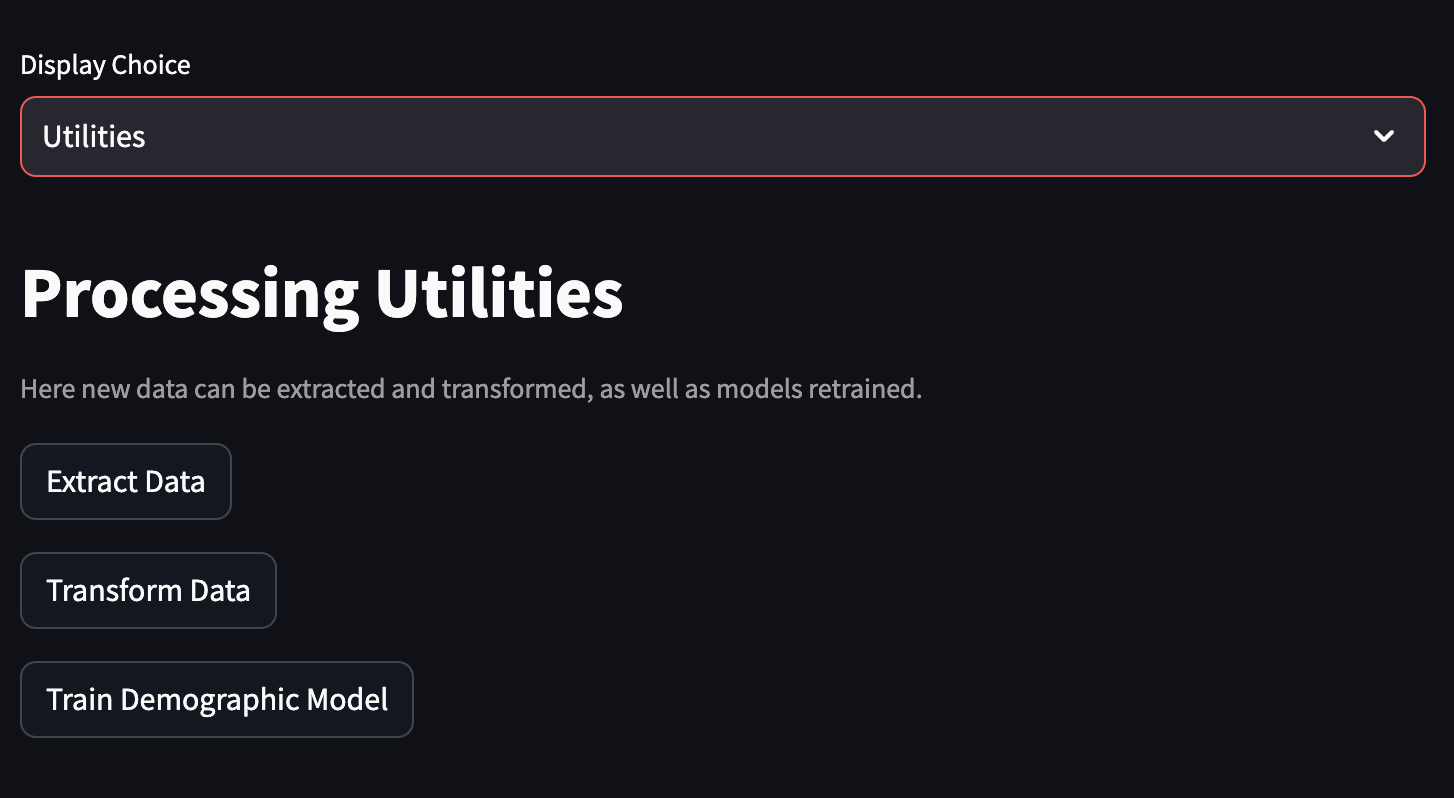 Display Choice
Utilities
Processing Utilities
Here new data can be extracted and transformed, as well as models retrained.
Extract Data
Transform Data
Train Demographic Model